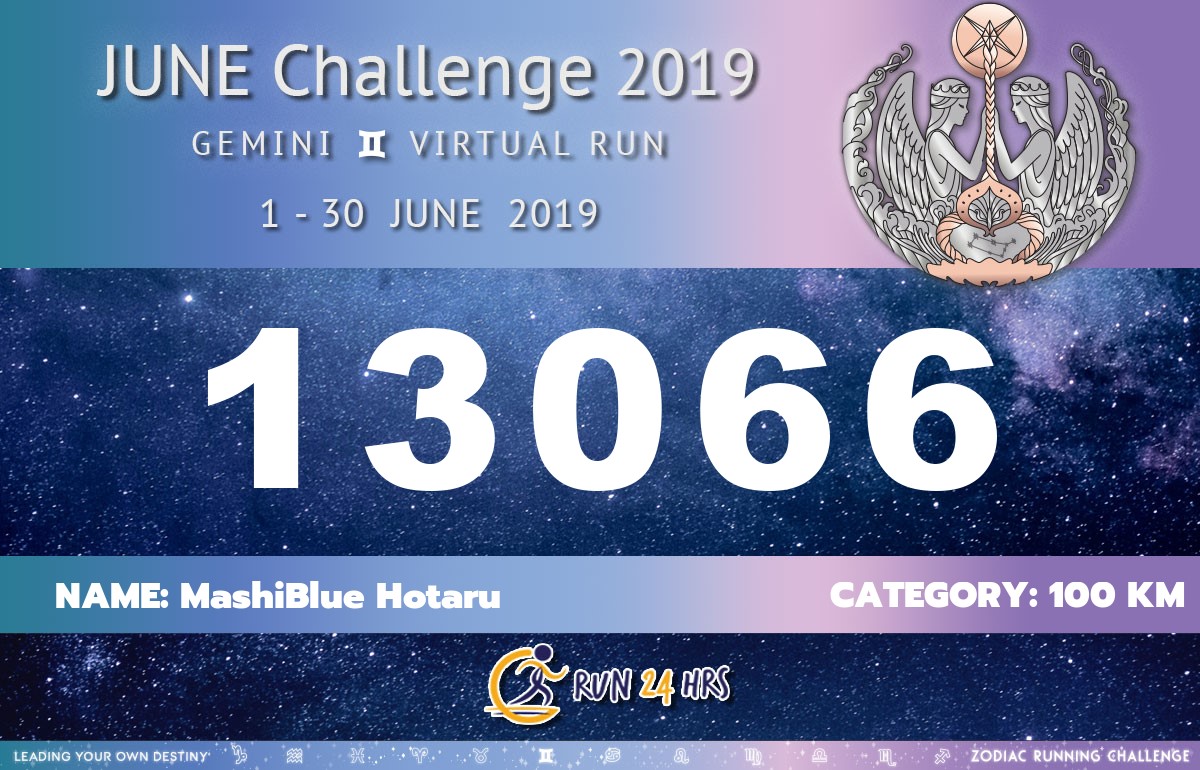 JUNE Challenge 2019
GEMINI ♊ VIRTUAL RUN
1 - 30 JUNE 2019
13066
NAME: MashiBlue Hotaru
CATEGORY: 100 KM
RUN 24 HRS
LEADING YOUR OWN DESTINY ♑ ♒ ♓ ♈ ♉ ♊ ♋ ♌ ♍ ♎ ♏ ♐ ZODIAC RUNNING CHALLENGE